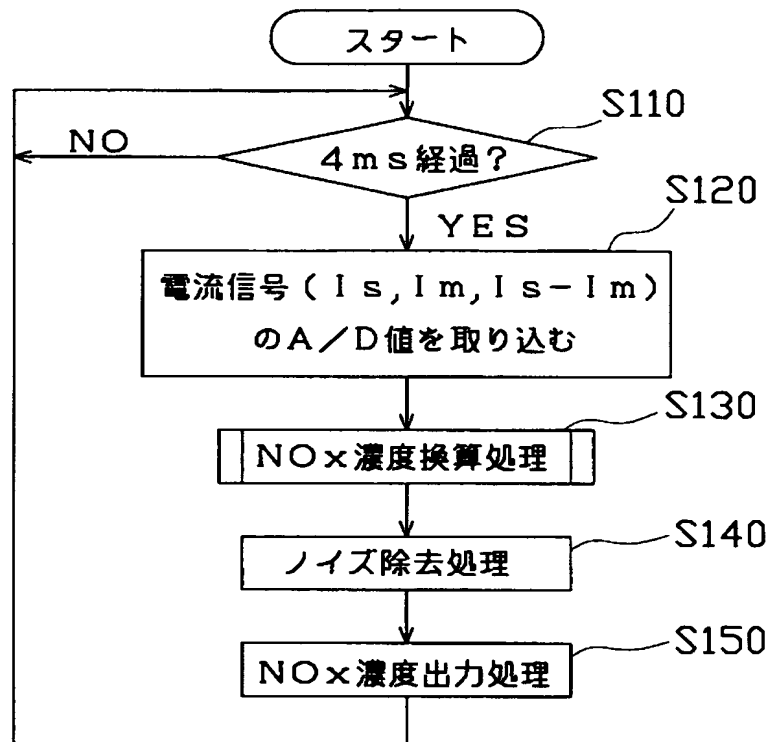 スタート
S110
NO
4ms経過?
S120
YES
電流信号(Is,Im,Is-Im)
のA/D値を取り込む
S130
NOx濃度換算処理
S140
ノイズ除去処理
S150
NOx濃度出力処理